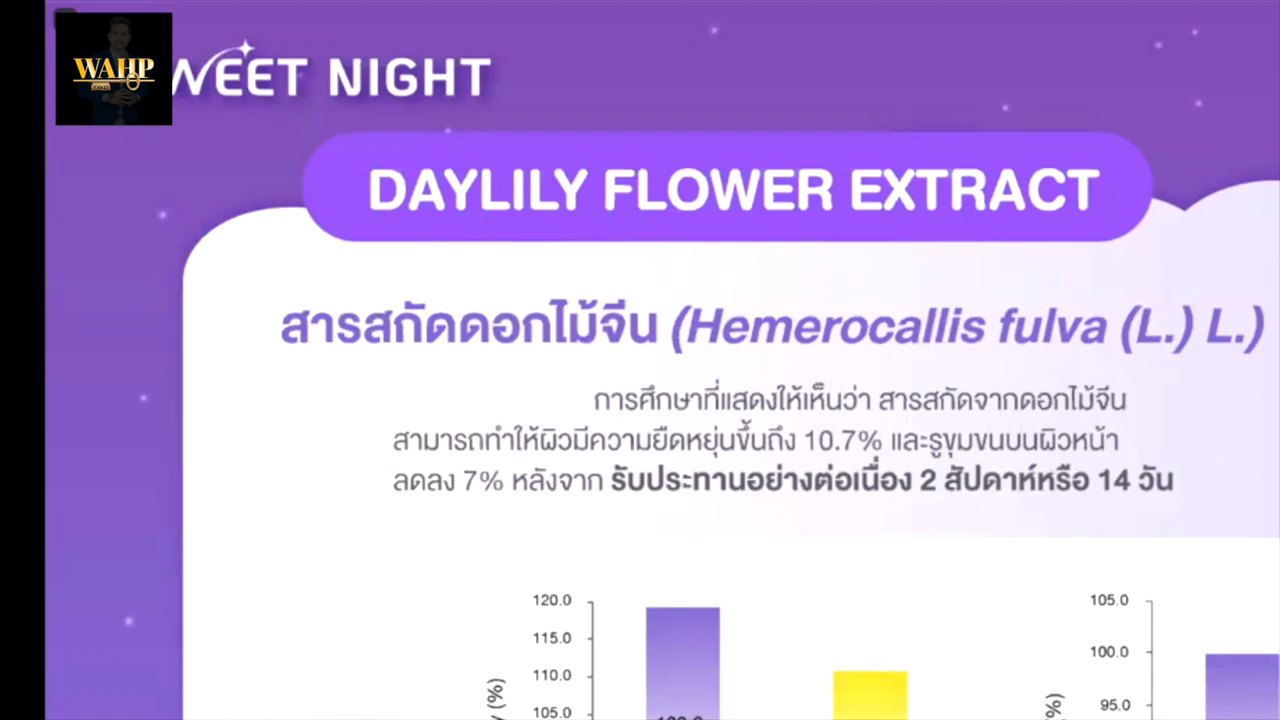 WAHP
WEET NIGHT
DAYLILY FLOWER EXTRACT
สารสกัดดอกไม้จีน (Hemerocallis fulva (L.) L.)
การศึกษาที่แสดงให้เห็นว่า สารสกัดจากดอกไม้จีน
สามารถทำให้ผิวมีความยืดหยุ่นขึ้นถึง 10.7% และรูขุมขนบนผิวหน้า
ลดลง 7% หลังจาก รับประทานอย่างต่อเนื่อง 2 สัปดาห์หรือ 14 วัน
120.0
115.0
110.0
105.0
(%)
105.0
100.0
95.0
(%)